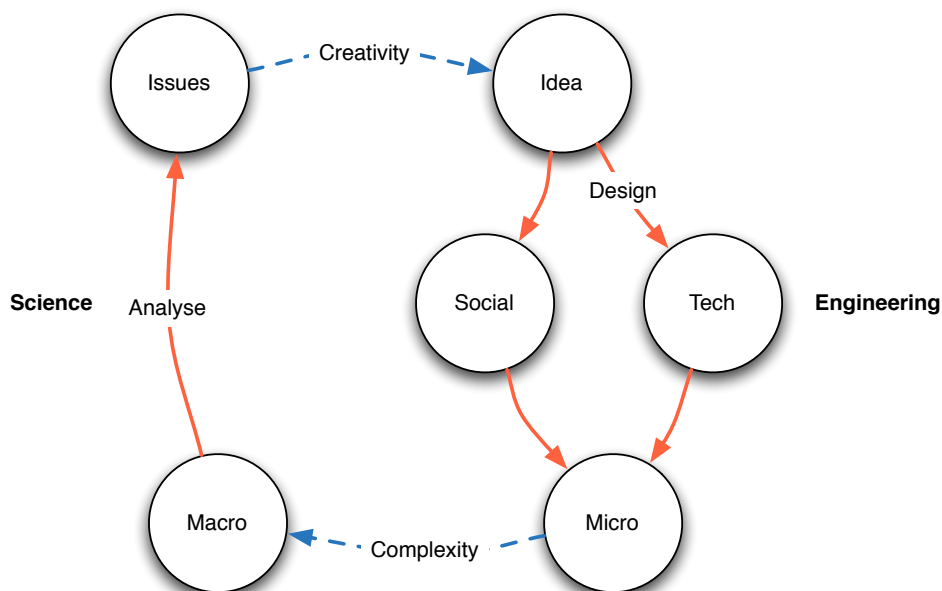 Issues
Creativity
Idea
Design
Science
Analyse
Social
Tech
Engineering
Macro
Complexity
Micro